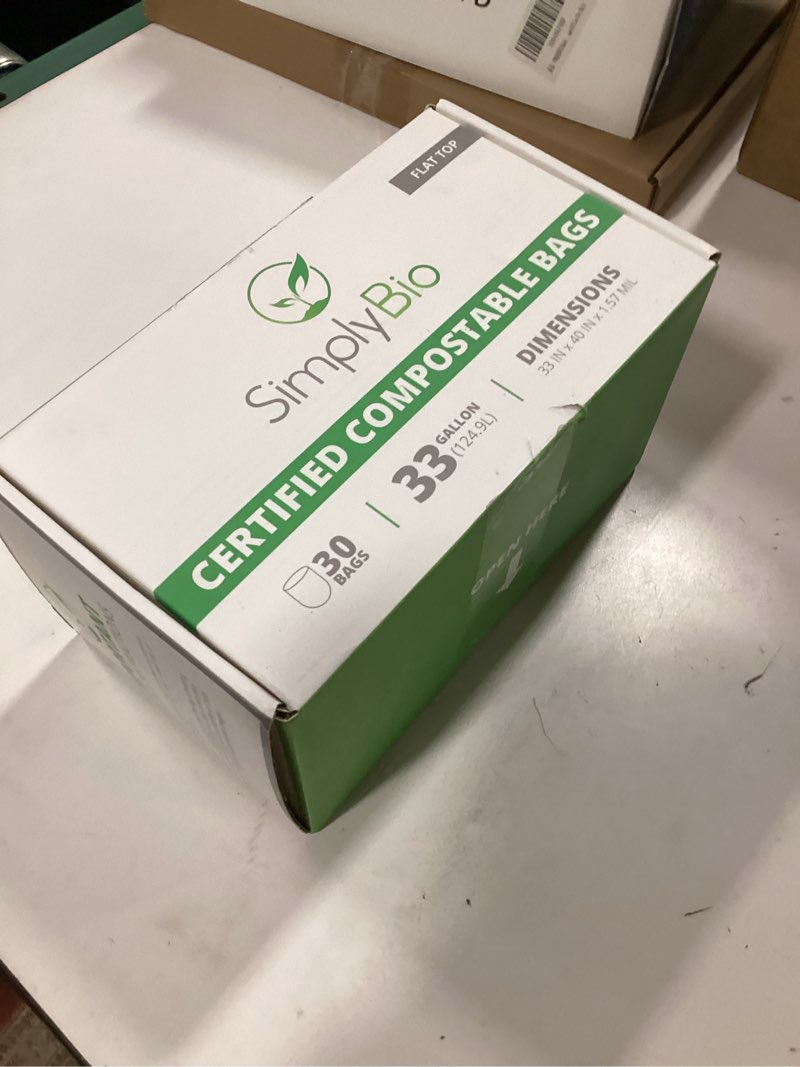 FLAT TOP
SimplyBio
CERTIFIED COMPOSTABLE BAGS
30
BAGS
33 GALLON
(124.9L)
DIMENSIONS
33 IN x 40 IN x 1.57 MIL
OPEN HERE